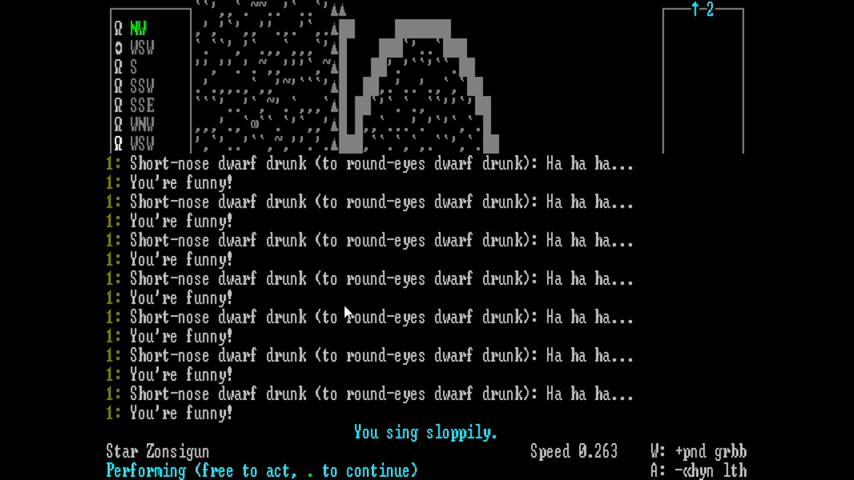 ↑-2
Ω NW
o WSW
Ω S
Ω SSW
Ω SSE
Ω WNW
Ω WSW
1: Short-nose dwarf drunk (to round-eyes dwarf drunk): Ha ha ha...
1: You're funny!
1: Short-nose dwarf drunk (to round-eyes dwarf drunk): Ha ha ha...
1: You're funny!
1: Short-nose dwarf drunk (to round-eyes dwarf drunk): Ha ha ha...
1: You're funny!
1: Short-nose dwarf drunk (to round-eyes dwarf drunk): Ha ha ha...
1: You're funny!
1: Short-nose dwarf drunk (to round-eyes dwarf drunk): Ha ha ha...
1: You're funny!
1: Short-nose dwarf drunk (to round-eyes dwarf drunk): Ha ha ha...
1: You're funny!
1: Short-nose dwarf drunk (to round-eyes dwarf drunk): Ha ha ha...
1: You're funny!
You sing sloppily.
Star Zonsigun Speed 0.263 W: +pnd grbb
Performing (free to act, . to continue) A: -«hyn lth